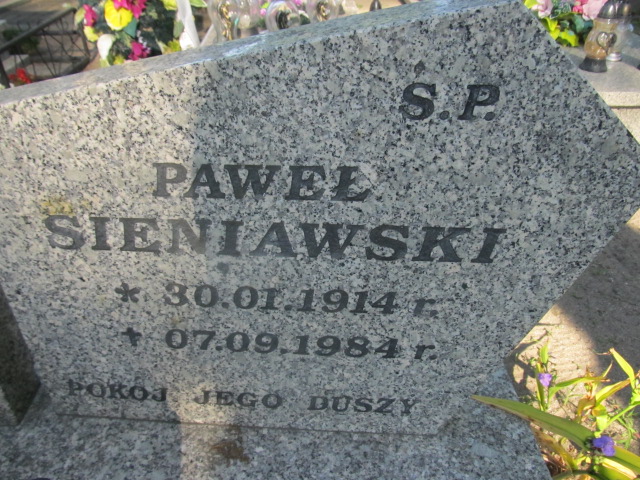 S.P.
PAWEŁ
SIENIAWSKI
* 30.01.1914 r.
✝ 07.09.1984 r.
POKÓJ JEGO DUSZY